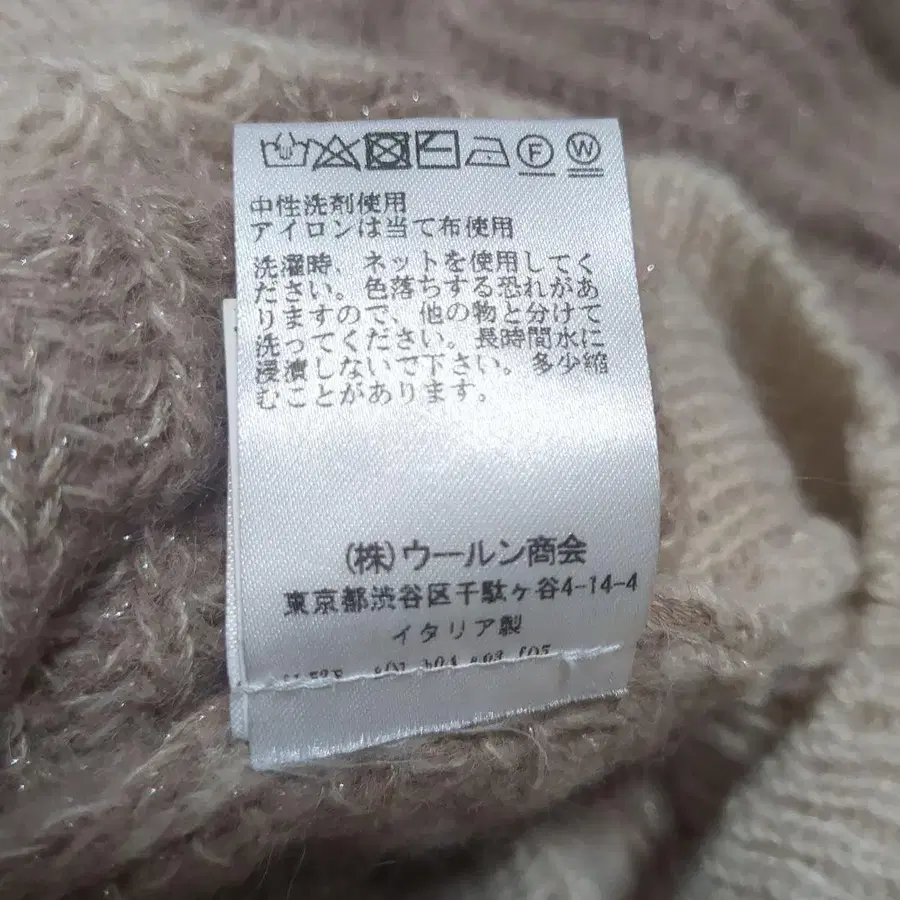 F W
中性洗剤使用
アイロンは当て布使用
洗濯時、ネットを使用してく
ださい。色落ちする恐れがあ
りますので、他の物と分けて
洗ってください。長時間水に
浸漬しないで下さい。多少縮
むことがあります。
(株)ウールン商会
東京都渋谷区千駄ヶ谷4-14-4
イタリア製